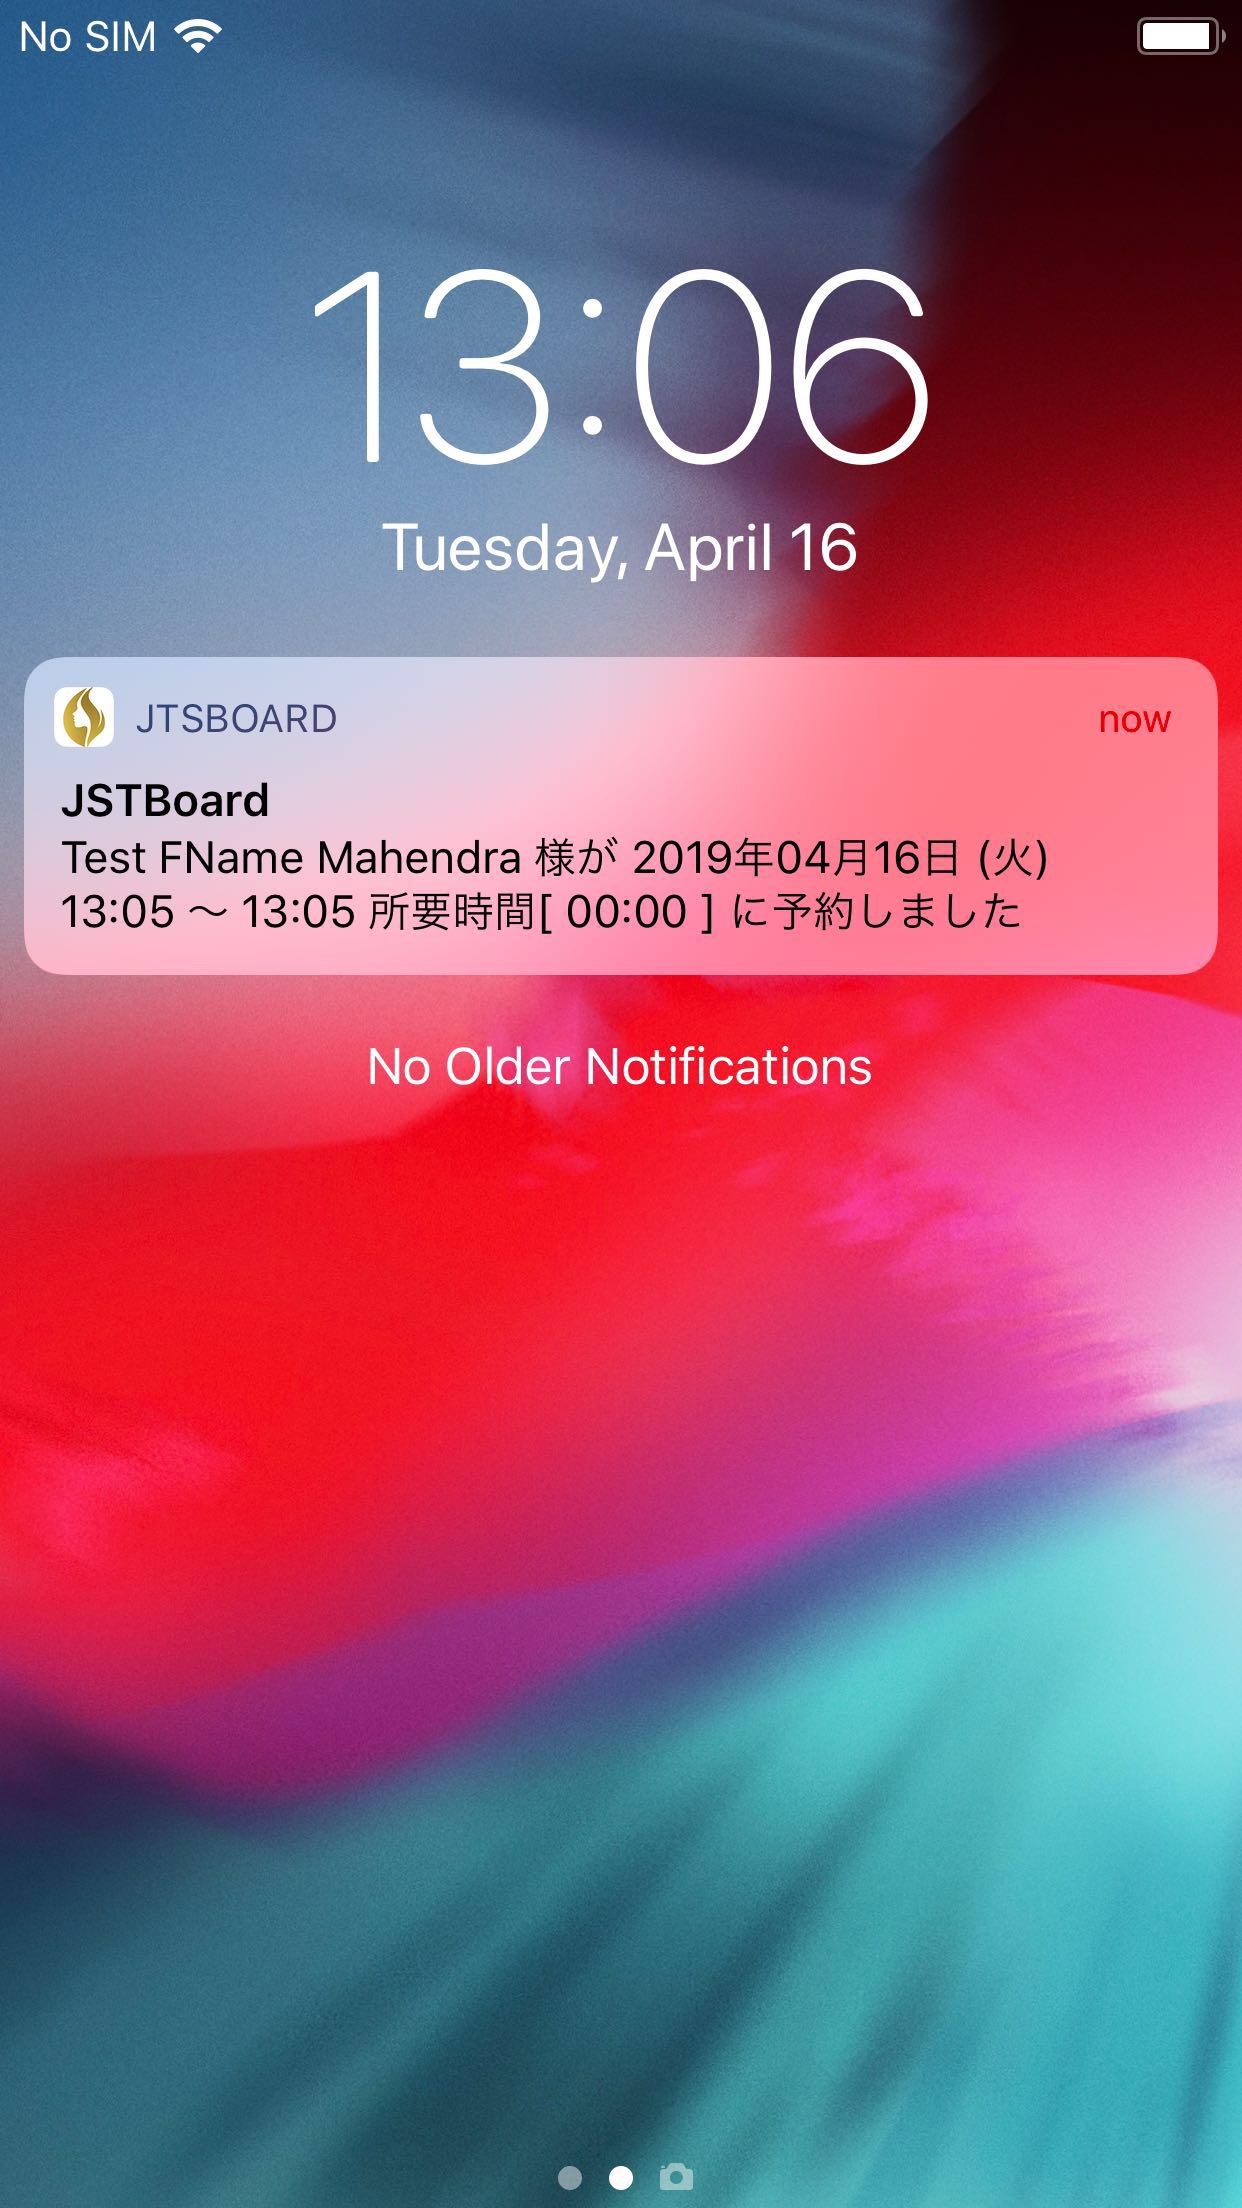 No SIM
13:06
Tuesday, April 16
JTSBOARD now
JSTBoard
Test FName Mahendra 様が 2019年04月16日 (火)
13:05 〜 13:05 所要時間[ 00:00 ] に予約しました
No Older Notifications